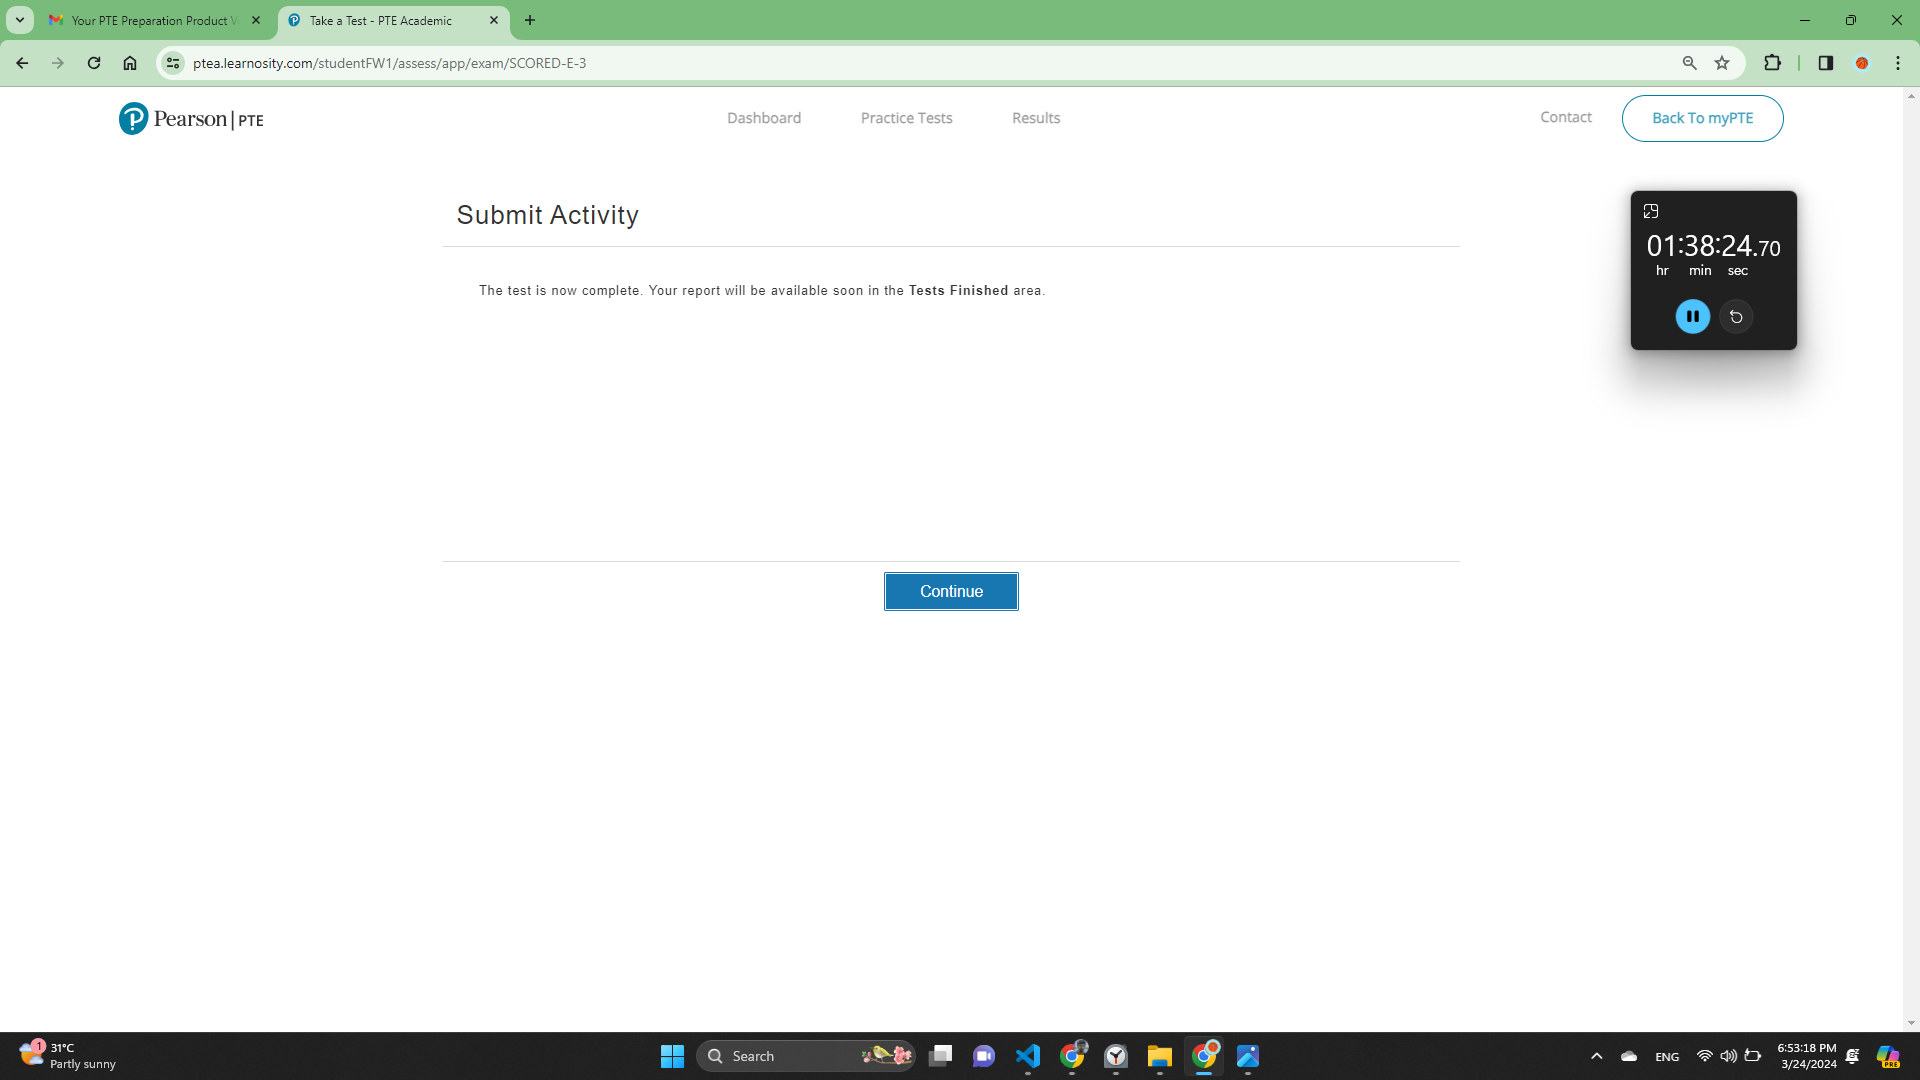 Your PTE Preparation Product V
Take a Test - PTE Academic
ptea.learnosity.com/studentFW1/assess/app/exam/SCORED-E-3
Pearson | PTE
Dashboard
Practice Tests
Results
Contact
Back To myPTE
Submit Activity
01:38:24.70
hr min sec
The test is now complete. Your report will be available soon in the Tests Finished area.
Continue
1
31°C
Partly sunny
Search
ENG
6:53:18 PM
3/24/2024
PRE